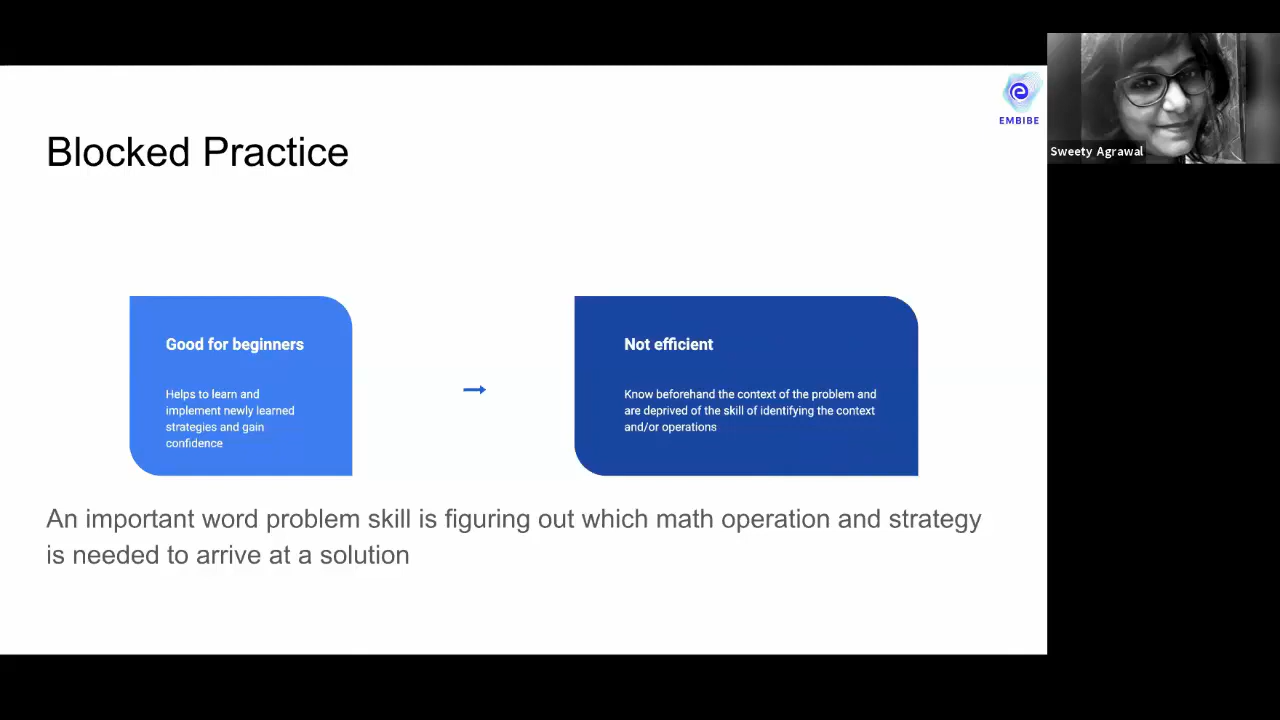 EMBIBE
Sweety Agrawal
Blocked Practice
Good for beginners
Helps to learn and
implement newly learned
strategies and gain
confidence
Not efficient
Know beforehand the context of the problem and
are deprived of the skill of identifying the context
and/or operations
An important word problem skill is figuring out which math operation and strategy
is needed to arrive at a solution